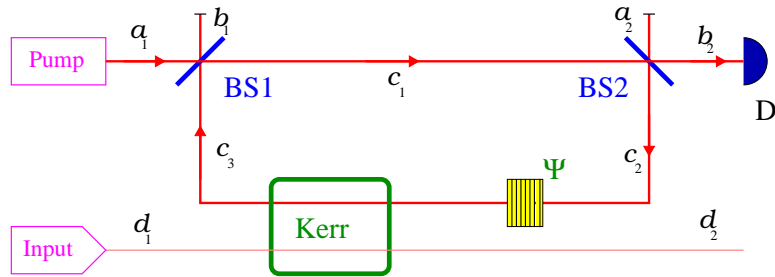 a₁
b₁
a₂
b₂
Pump
BS1
c₁
BS2
D
c₃
c₂
Ψ
Kerr
d₁
d₂
Input